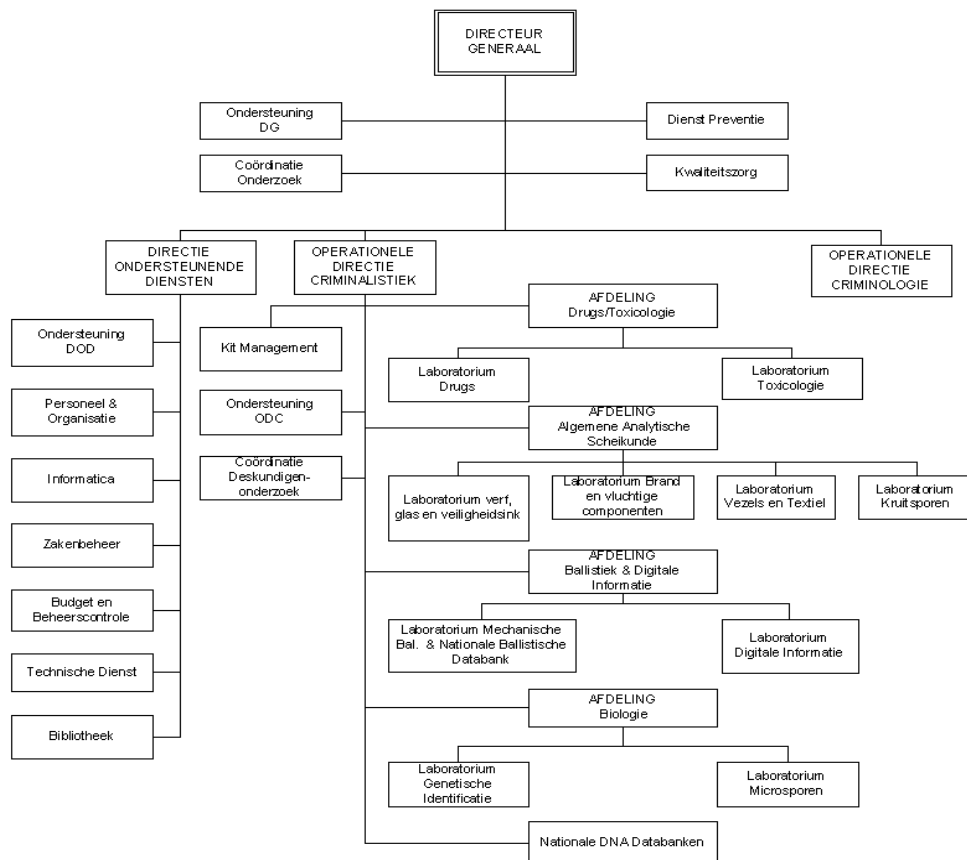 DIRECTEUR
GENERAAL
Ondersteuning
DG
Dienst Preventie
Coördinatie
Onderzoek
Kwaliteitszorg
DIRECTIE
ONDERSTEUNENDE
DIENSTEN
OPERATIONELE
DIRECTIE
CRIMINALISTIEK
OPERATIONELE
DIRECTIE
CRIMINOLOGIE
Ondersteuning
DOD
Personeel &
Organisatie
Informatica
Zakenbeheer
Budget en
Beheerscontrole
Technische Dienst
Bibliotheek
Kit Management
Ondersteuning
ODC
Coördinatie
Deskundigen-
onderzoek
AFDELING
Drugs/Toxicologie
Laboratorium
Drugs
Laboratorium
Toxicologie
AFDELING
Algemene Analytische
Scheikunde
Laboratorium verf,
glas en veiligheidsink
Laboratorium Brand
en vluchtige
componenten
Laboratorium
Vezels en Textiel
Laboratorium
Kruitsporen
AFDELING
Ballistiek & Digitale
Informatie
Laboratorium Mechanische
Bal. & Nationale Ballistische
Databank
Laboratorium
Digitale Informatie
AFDELING
Biologie
Laboratorium
Genetische
Identificatie
Laboratorium
Microsporen
Nationale DNA Databanken